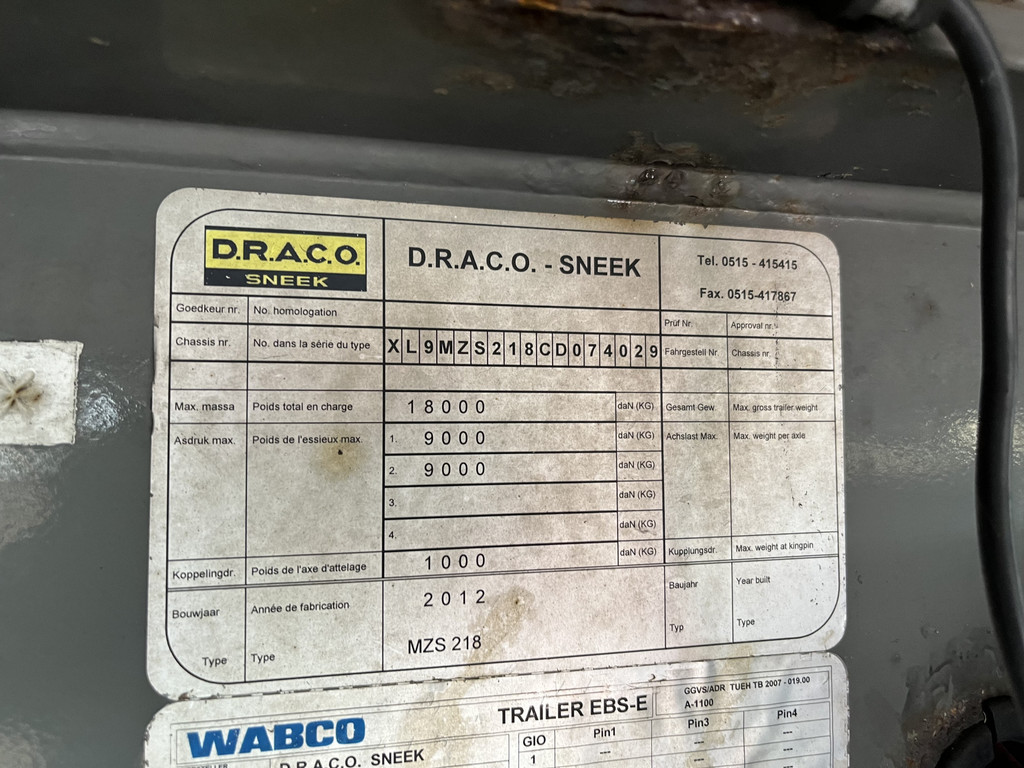 D.R.A.C.O.
SNEEK
D.R.A.C.O. - SNEEK
Tel. 0515 - 415415
Fax. 0515-417867
Goedkeur nr. No. homologation Prüf Nr. Approval nr.
Chassis nr. No. dans la série du type XL9MZS218CD074029 Fahrgestell Nr. Chassis nr.
Max. massa Poids total en charge 18000 daN (KG) Gesamt Gew. Max. gross trailer weight
Asdruk max. Poids de l'essieux max. 1. 9000 daN (KG) Achslast Max. Max. weight per axle
2. 9000 daN (KG)
3. daN (KG)
4. daN (KG)
Koppelingdr. Poids de l'axe d'attelage 1000 daN (KG) Kupplungsdr. Max. weight at kingpin
Bouwjaar Année de fabrication 2012 Baujahr Year built
Type Type MZS 218 Typ Type
WABCO TRAILER EBS-E GGVS/ADR TUEH TB 2007 - 019.00
A-1100
D.R.A.C.O. SNEEK GIO Pin1 Pin3 Pin4
1 --- --- ---
--- ---